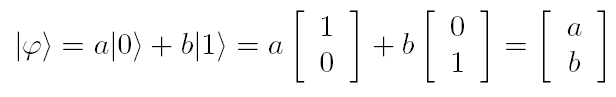 |φ⟩ = a|0⟩ + b|1⟩ = a [ 1 0 ] + b [ 0 1 ] = [ a b ]